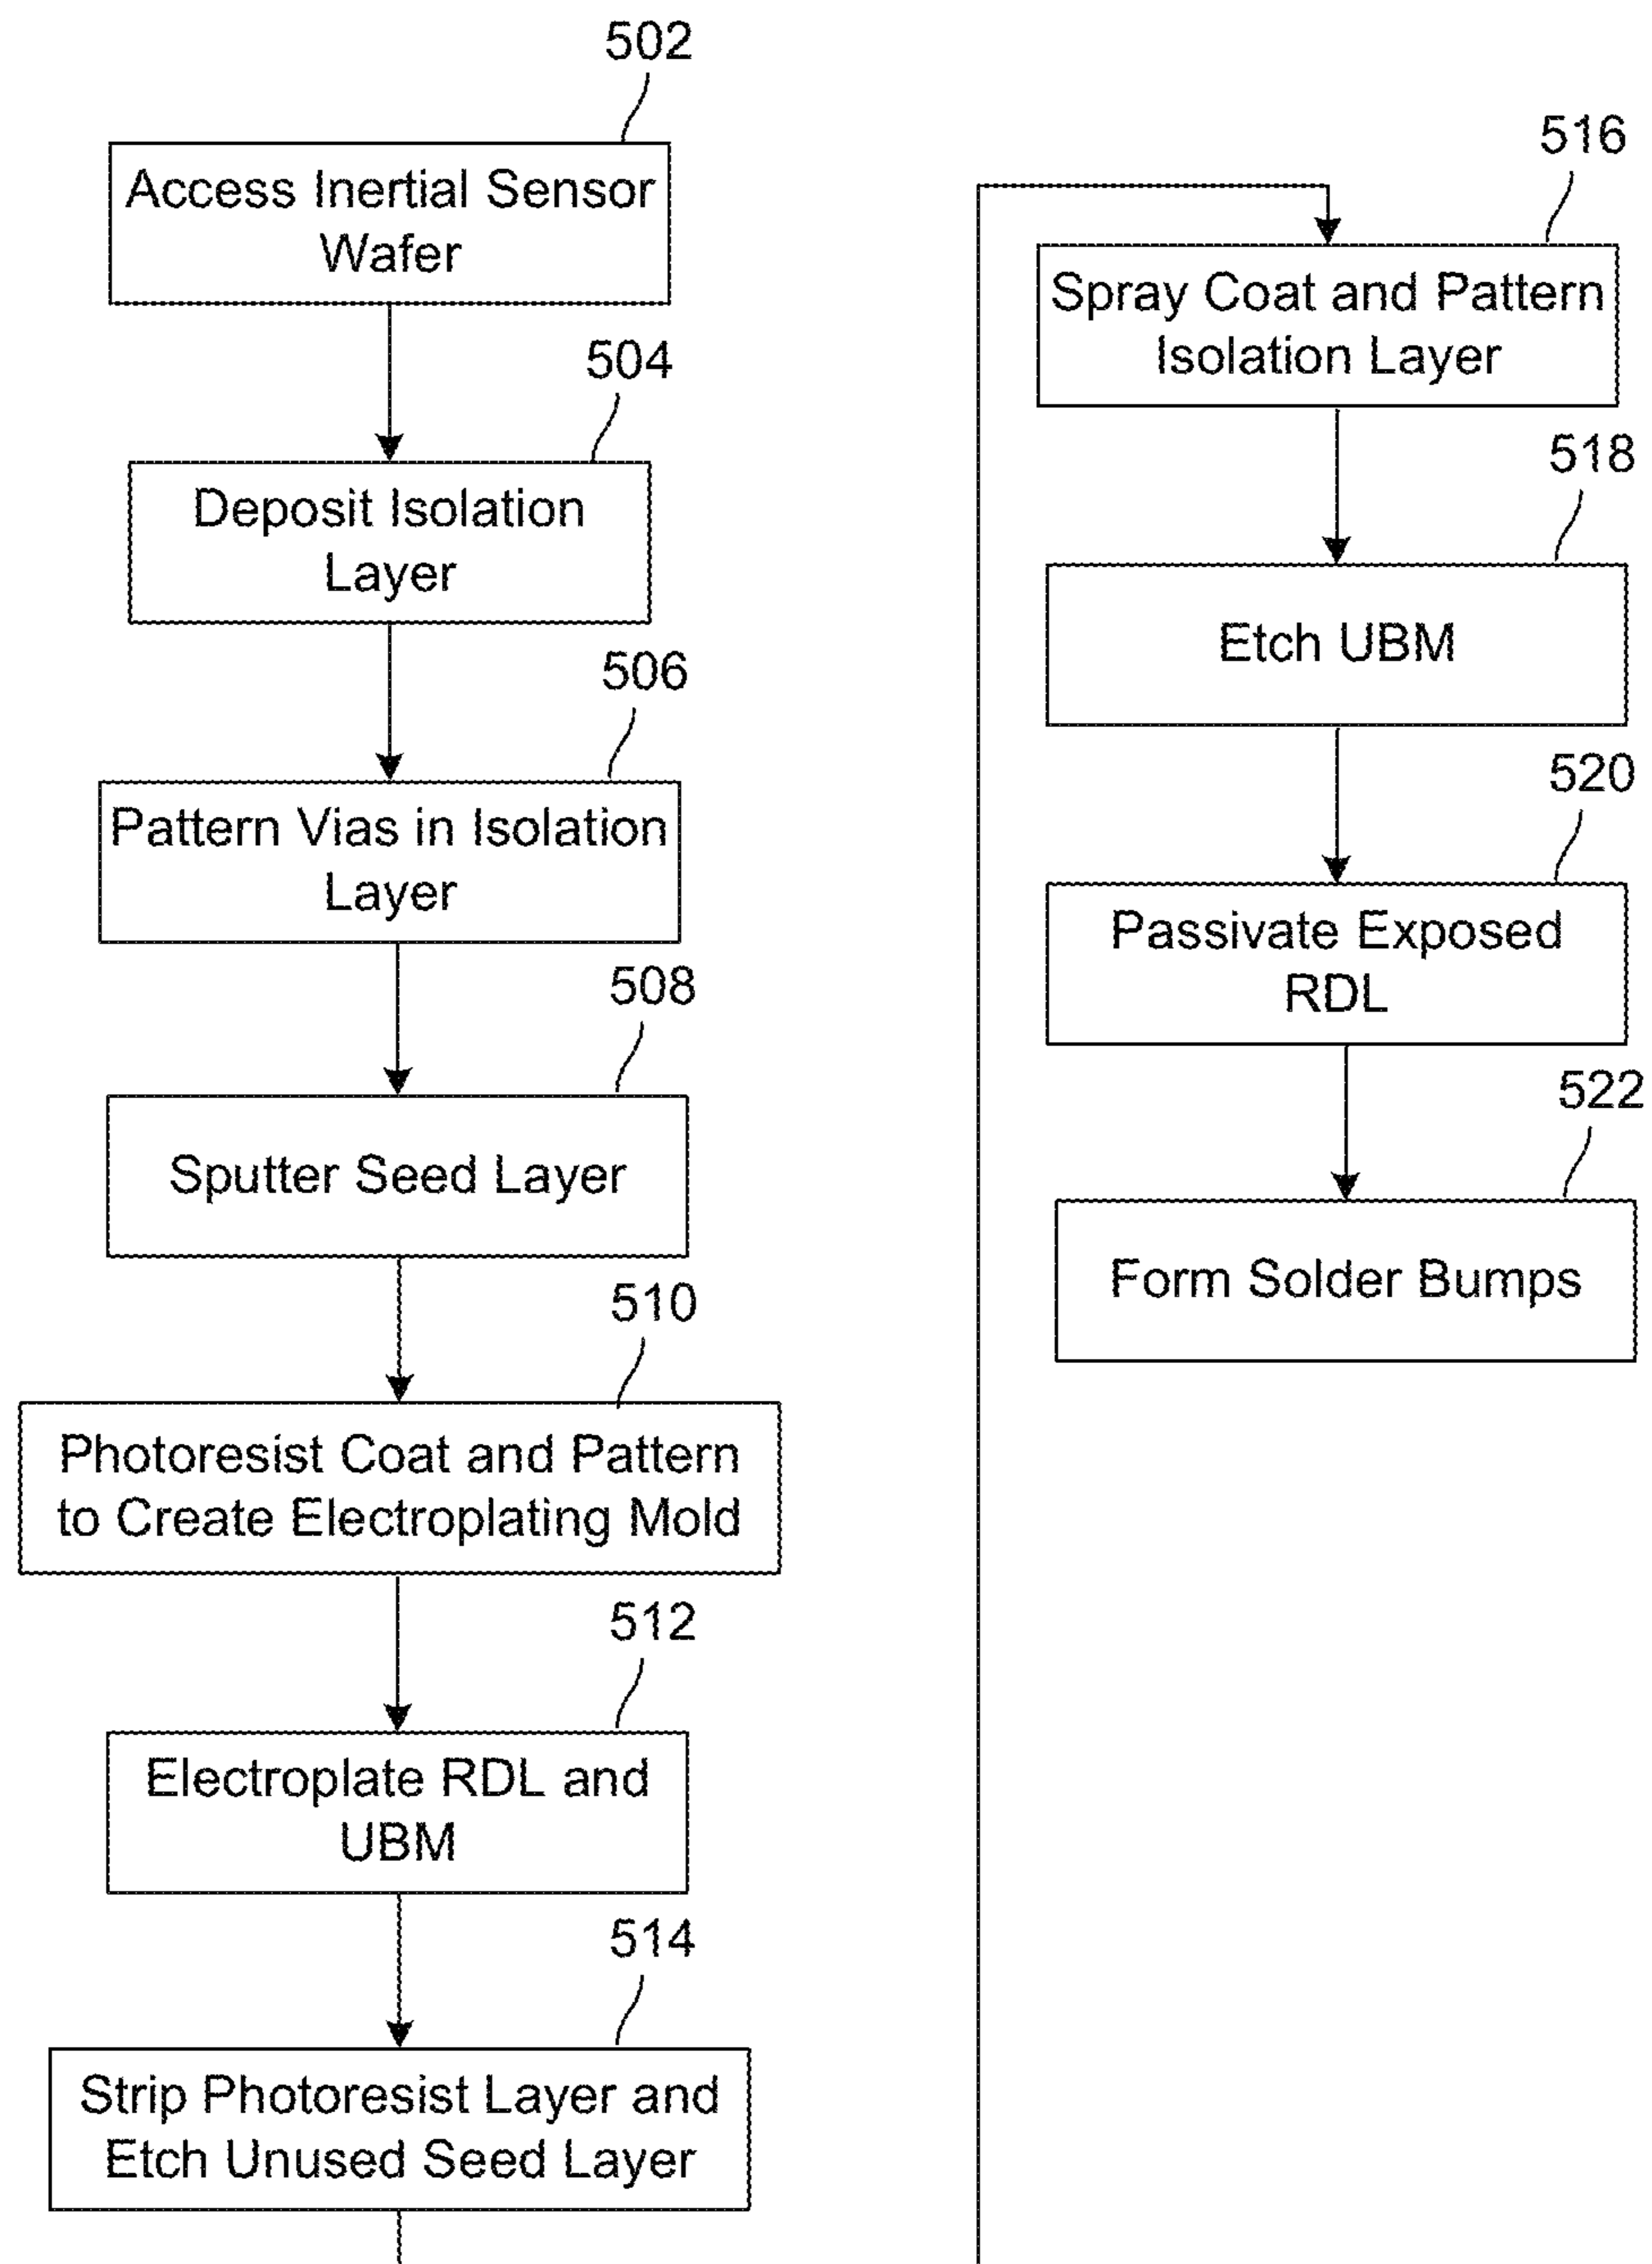 502
Access Inertial Sensor
Wafer
504
Deposit Isolation
Layer
506
Pattern Vias in Isolation
Layer
508
Sputter Seed Layer
510
Photoresist Coat and Pattern
to Create Electroplating Mold
512
Electroplate RDL and
UBM
514
Strip Photoresist Layer and
Etch Unused Seed Layer
516
Spray Coat and Pattern
Isolation Layer
518
Etch UBM
520
Passivate Exposed
RDL
522
Form Solder Bumps